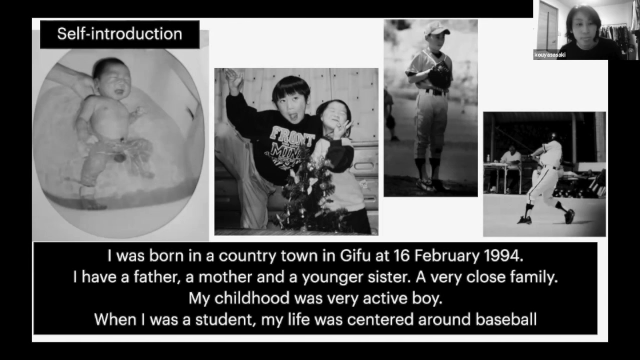 Self-introduction
FRONT
I was born in a country town in Gifu at 16 February 1994.
I have a father, a mother and a younger sister. A very close family.
My childhood was very active boy.
When I was a student, my life was centered around baseball